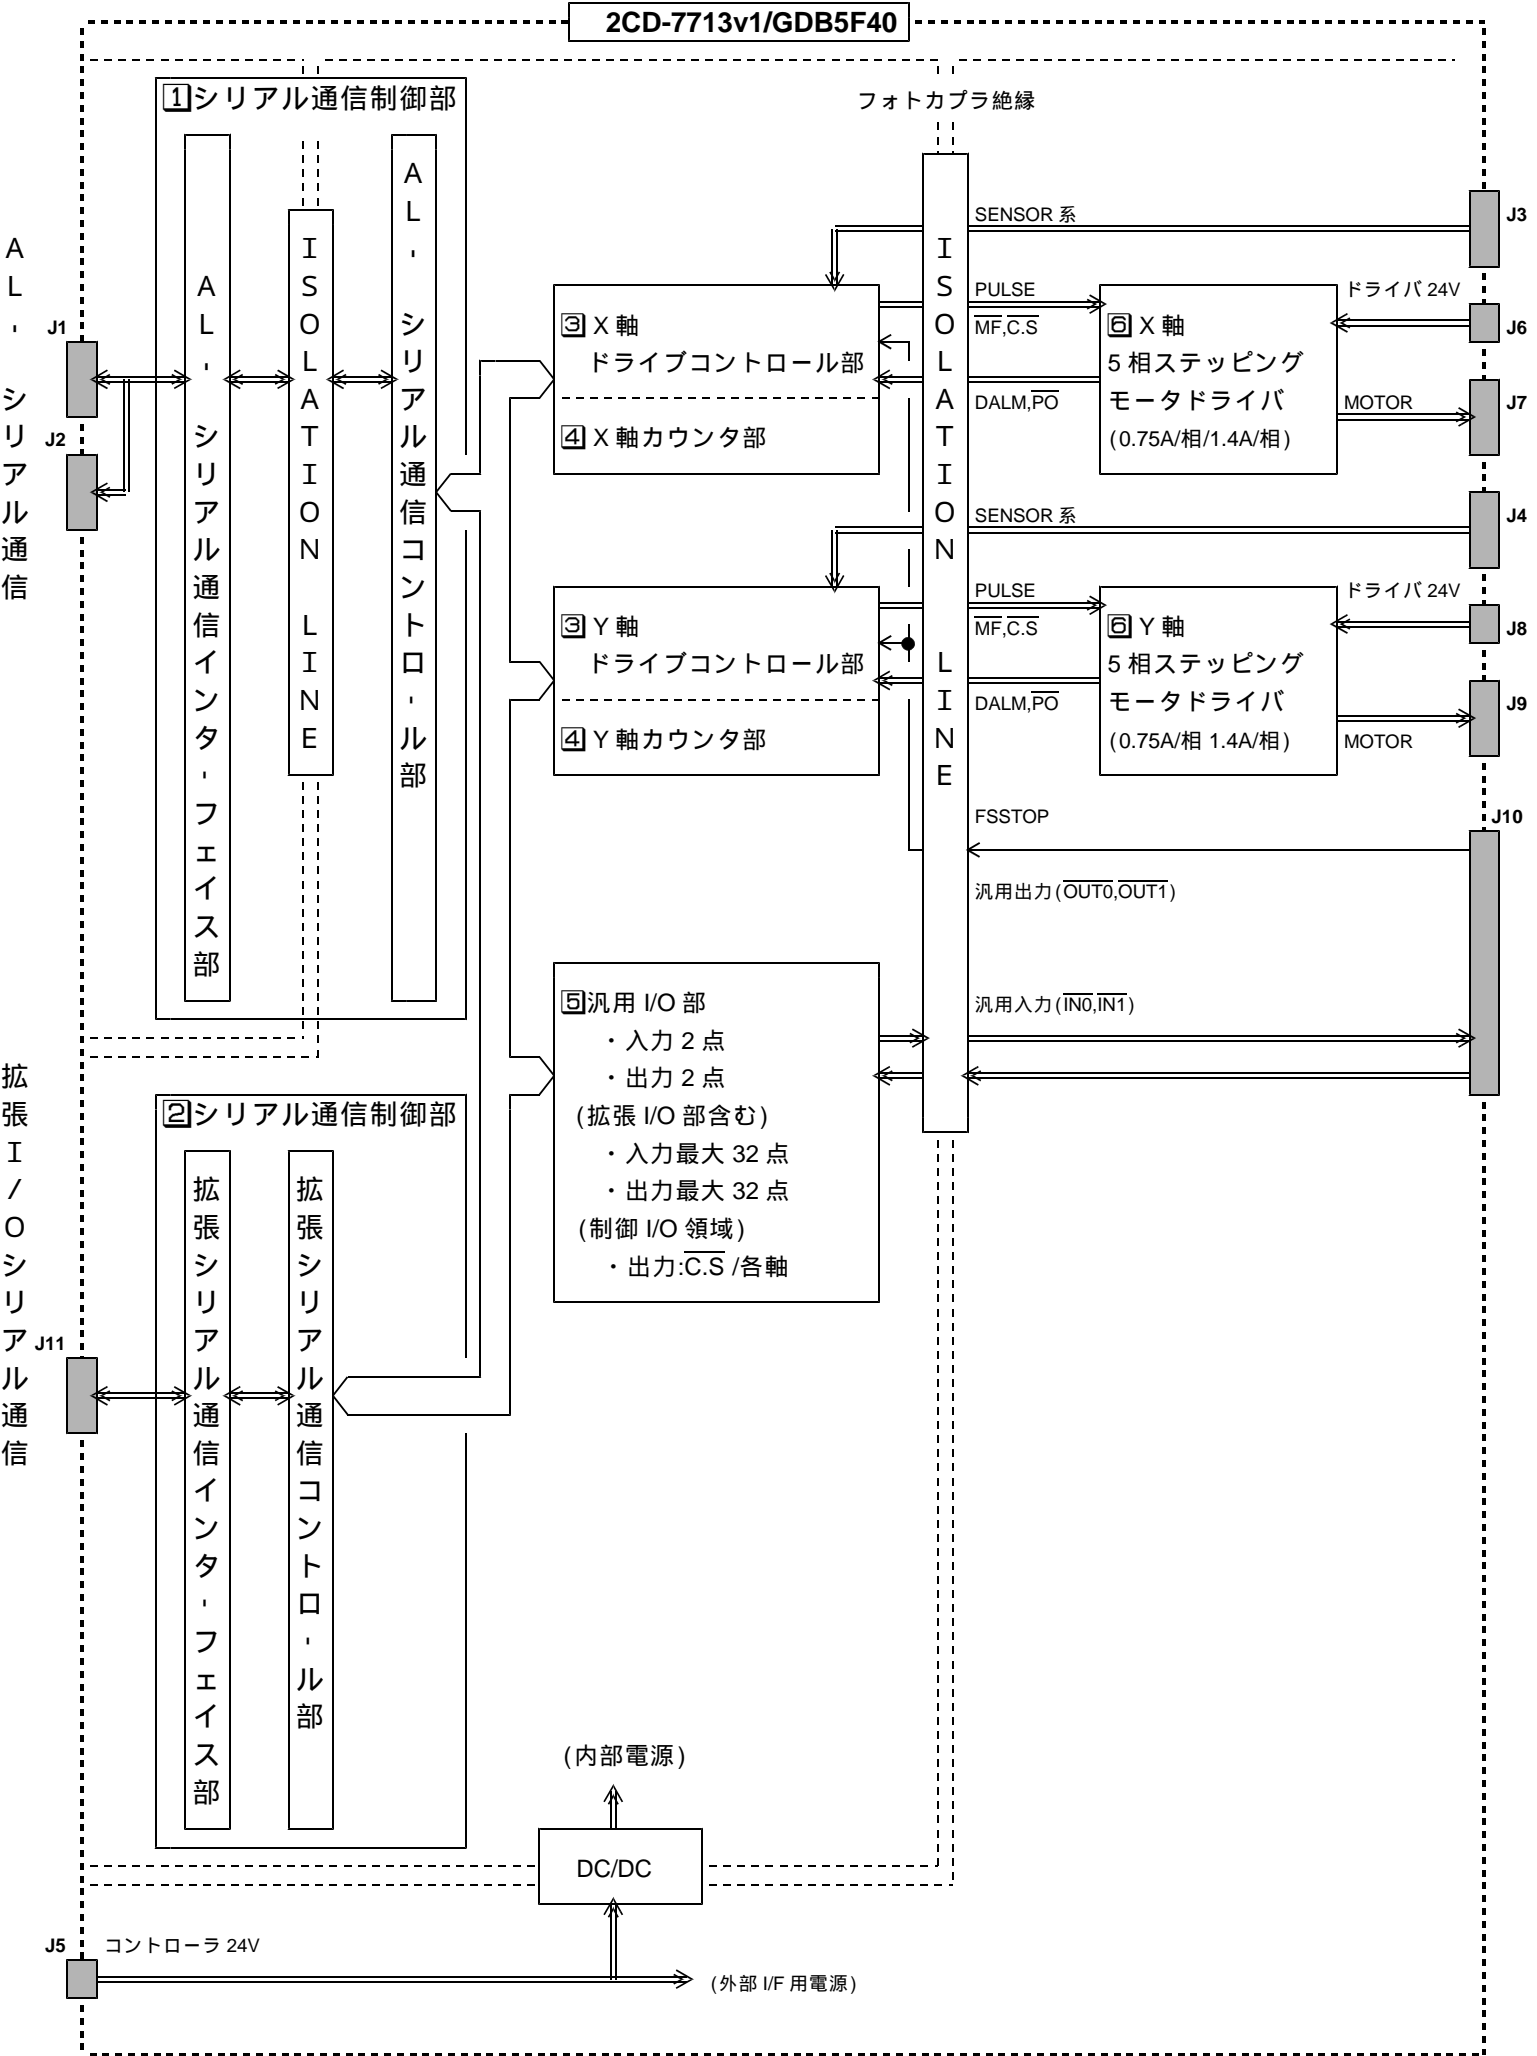 2CD-7713v1/GDB5F40
AL-シリアル通信
J1
J2
1シリアル通信制御部
AL-シリアル通信インタ-フェイス部
ISOLATION LINE
AL-シリアル通信コントロ-ル部
フォトカプラ絶縁
ISOLATION LINE
3 X 軸
ドライブコントロール部
4 X 軸カウンタ部
SENSOR 系
J3
PULSE
M̅F̅,C̅.̅S̅
DALM,P̅O̅
6 X 軸
5 相ステッピング
モータドライバ
(0.75A/相/1.4A/相)
ドライバ 24V
J6
MOTOR
J7
3 Y 軸
ドライブコントロール部
4 Y 軸カウンタ部
SENSOR 系
J4
PULSE
M̅F̅,C̅.̅S̅
DALM,P̅O̅
6 Y 軸
5 相ステッピング
モータドライバ
(0.75A/相 1.4A/相)
ドライバ 24V
J8
J9
MOTOR
FSSTOP
J10
汎用出力(O̅U̅T̅0̅,O̅U̅T̅1̅)
汎用入力(I̅N̅0̅,I̅N̅1̅)
5汎用 I/O 部
・入力 2 点
・出力 2 点
(拡張 I/O 部含む)
・入力最大 32 点
・出力最大 32 点
(制御 I/O 領域)
・出力:C̅.̅S̅ /各軸
拡張I/Oシリアル通信
J11
2シリアル通信制御部
拡張シリアル通信インタ-フェイス部
拡張シリアル通信コントロ-ル部
(内部電源)
DC/DC
J5
コントローラ 24V
(外部 I/F 用電源)